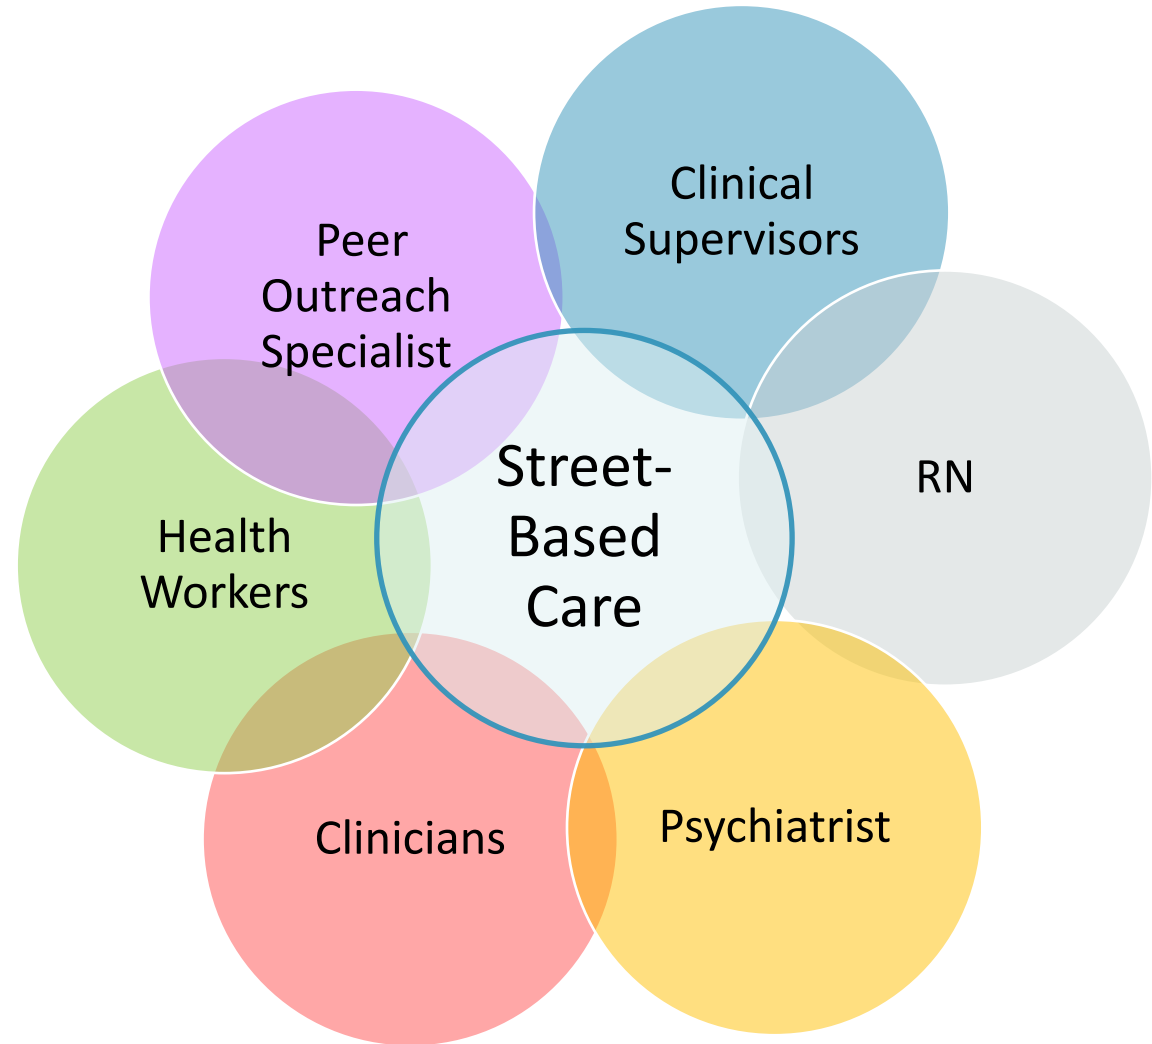 Clinical
Supervisors
Peer
Outreach
Specialist
RN
Street-
Based
Care
Health
Workers
Clinicians
Psychiatrist